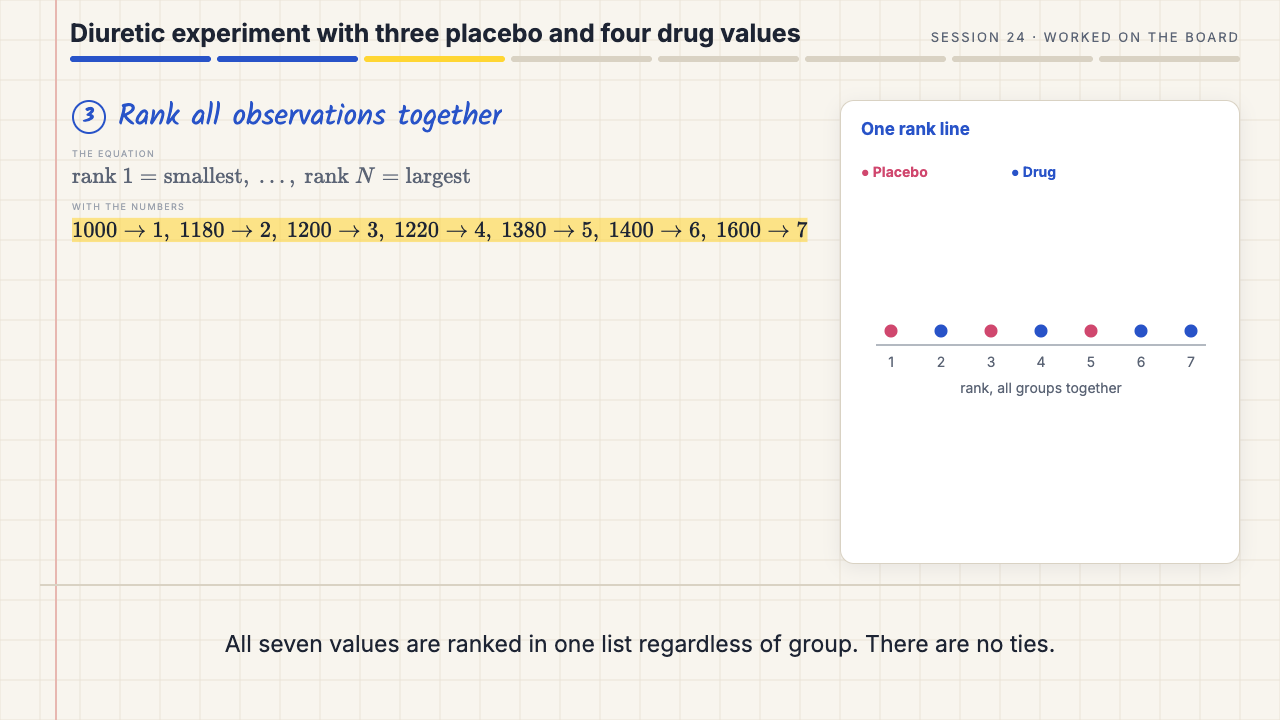 Diuretic experiment with three placebo and four drug values
SESSION 24 · WORKED ON THE BOARD
3 Rank all observations together
THE EQUATION
rank 1 = smallest, ..., rank N = largest
WITH THE NUMBERS
1000 → 1, 1180 → 2, 1200 → 3, 1220 → 4, 1380 → 5, 1400 → 6, 1600 → 7
One rank line
● Placebo ● Drug
1 2 3 4 5 6 7
rank, all groups together
All seven values are ranked in one list regardless of group. There are no ties.